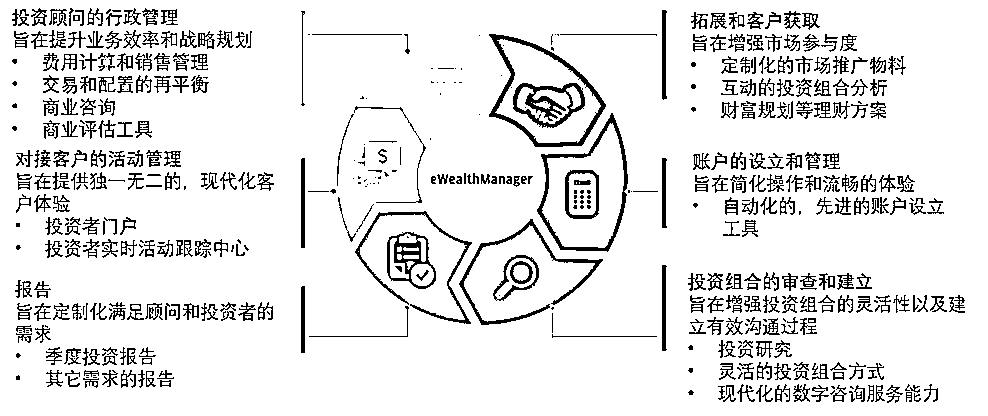 投资顾问的行政管理
旨在提升业务效率和战略规划
• 费用计算和销售管理
• 交易和配置的再平衡
• 商业咨询
• 商业评估工具
对接客户的活动管理
旨在提供独一无二的，现代化客
户体验
• 投资者门户
• 投资者实时活动跟踪中心
报告
旨在定制化满足顾问和投资者的
需求
• 季度投资报告
• 其它需求的报告
$
eWealthManager
拓展和客户获取
旨在增强市场参与度
• 定制化的市场推广物料
• 互动的投资组合分析
• 财富规划等理财方案
账户的设立和管理
旨在简化操作和流畅的体验
• 自动化的，先进的账户设立
工具
投资组合的审查和建立
旨在增强投资组合的灵活性以及建
立有效沟通过程
• 投资研究
• 灵活的投资组合方式
• 现代化的数字咨询服务能力